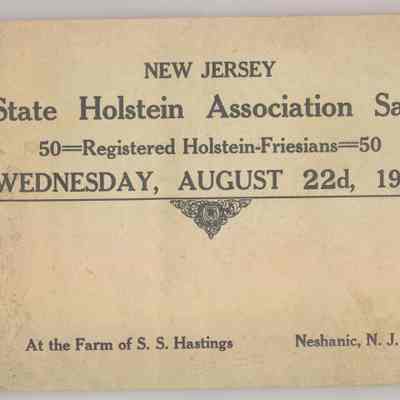 NEW JERSEY
State Holstein Association Sa
50=Registered Holstein-Friesians=50
WEDNESDAY, AUGUST 22d, 19
At the Farm of S. S. Hastings Neshanic, N. J.